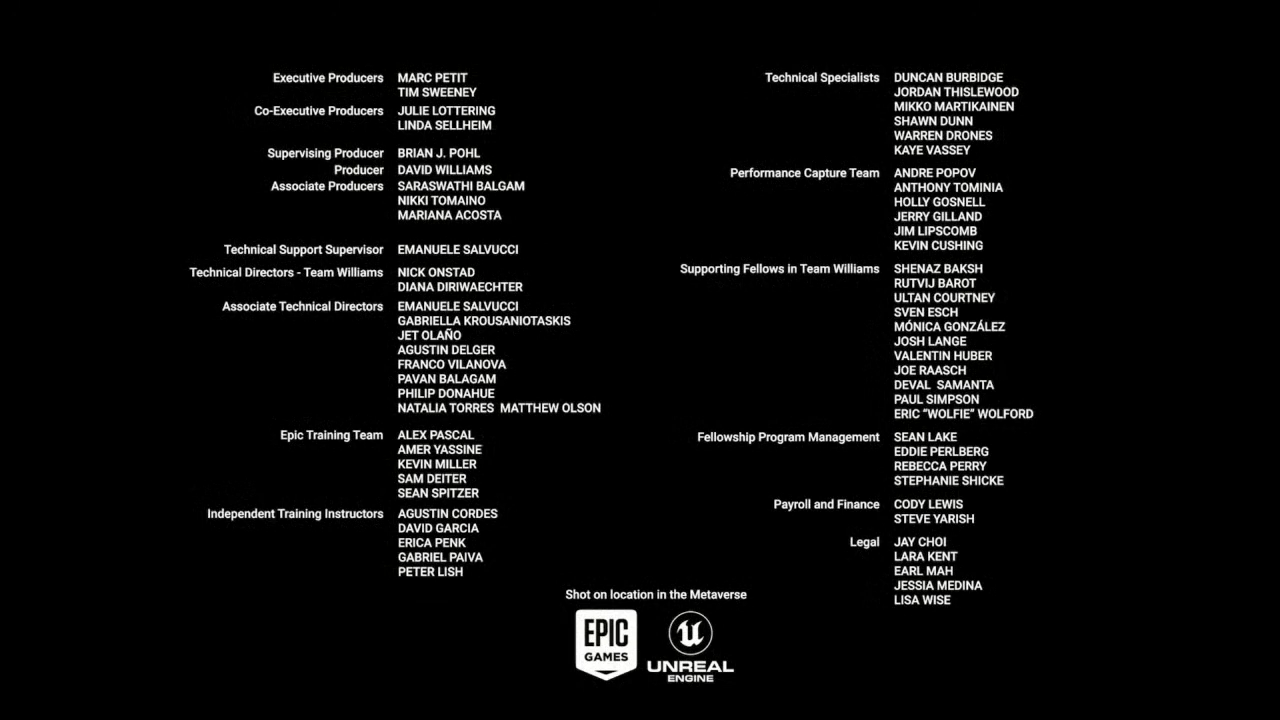 Executive Producers MARC PETIT
TIM SWEENEY
Co-Executive Producers JULIE LOTTERING
LINDA SELLHEIM
Supervising Producer BRIAN J. POHL
Producer DAVID WILLIAMS
Associate Producers SARASWATHI BALGAM
NIKKI TOMAINO
MARIANA ACOSTA
Technical Support Supervisor EMANUELE SALVUCCI
Technical Directors - Team Williams NICK ONSTAD
DIANA DIRIWAECHTER
Associate Technical Directors EMANUELE SALVUCCI
GABRIELLA KROUSANIOTASKIS
JET OLAÑO
AGUSTIN DELGER
FRANCO VILANOVA
PAVAN BALAGAM
PHILIP DONAHUE
NATALIA TORRES MATTHEW OLSON
Epic Training Team ALEX PASCAL
AMER YASSINE
KEVIN MILLER
SAM DEITER
SEAN SPITZER
Independent Training Instructors AGUSTIN CORDES
DAVID GARCIA
ERICA PENK
GABRIEL PAIVA
PETER LISH
Technical Specialists DUNCAN BURBIDGE
JORDAN THISLEWOOD
MIKKO MARTIKAINEN
SHAWN DUNN
WARREN DRONES
KAYE VASSEY
Performance Capture Team ANDRE POPOV
ANTHONY TOMINIA
HOLLY GOSNELL
JERRY GILLAND
JIM LIPSCOMB
KEVIN CUSHING
Supporting Fellows in Team Williams SHENAZ BAKSH
RUTVIJ BAROT
ULTAN COURTNEY
SVEN ESCH
MÓNICA GONZÁLEZ
JOSH LANGE
VALENTIN HUBER
JOE RAASCH
DEVAL SAMANTA
PAUL SIMPSON
ERIC “WOLFIE” WOLFORD
Fellowship Program Management SEAN LAKE
EDDIE PERLBERG
REBECCA PERRY
STEPHANIE SHICKE
Payroll and Finance CODY LEWIS
STEVE YARISH
Legal JAY CHOI
LARA KENT
EARL MAH
JESSIA MEDINA
LISA WISE
Shot on location in the Metaverse
EPIC
GAMES
UNREAL
ENGINE